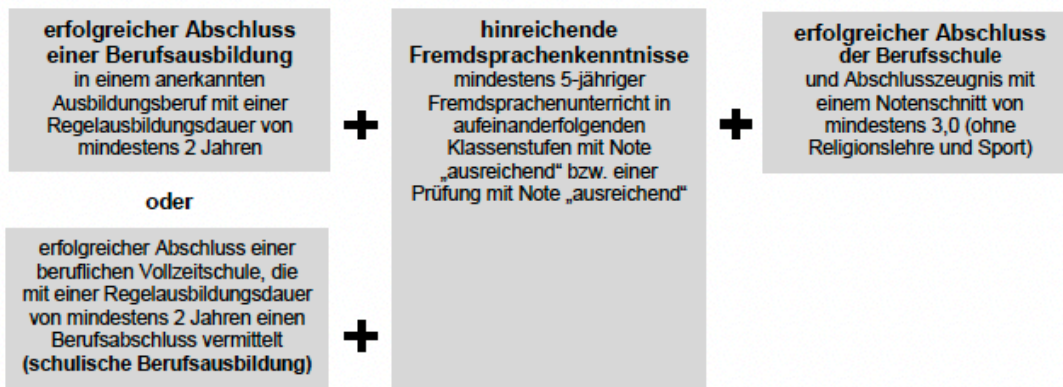 erfolgreicher Abschluss
einer Berufsausbildung
in einem anerkannten
Ausbildungsberuf mit einer
Regelausbildungsdauer von
mindestens 2 Jahren
+
hinreichende
Fremdsprachenkenntnisse
mindestens 5-jähriger
Fremdsprachenunterricht in
aufeinanderfolgenden
Klassenstufen mit Note
„ausreichend“ bzw. einer
Prüfung mit Note „ausreichend“
+
erfolgreicher Abschluss
der Berufsschule
und Abschlusszeugnis mit
einem Notenschnitt von
mindestens 3,0 (ohne
Religionslehre und Sport)
oder
erfolgreicher Abschluss einer
beruflichen Vollzeitschule, die
mit einer Regelausbildungsdauer
von mindestens 2 Jahren einen
Berufsabschluss vermittelt
(schulische Berufsausbildung)
+